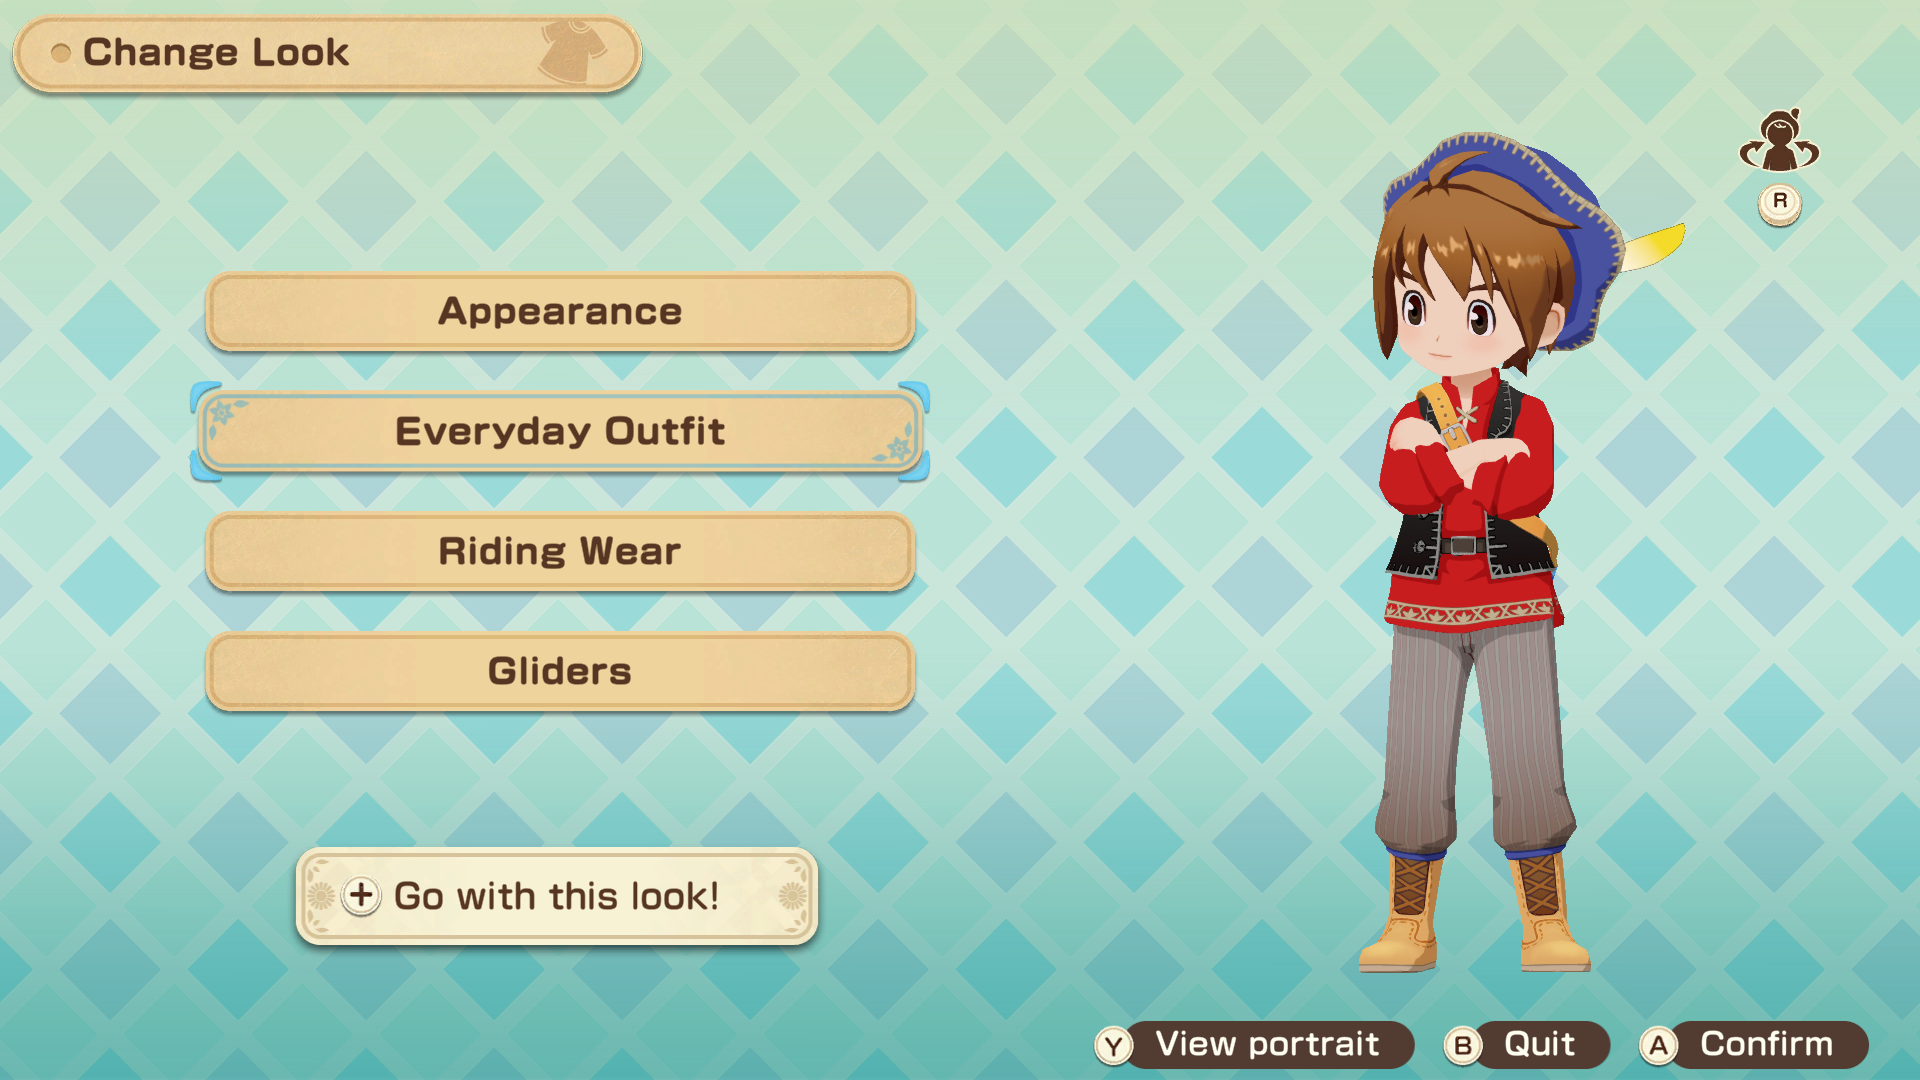 Change Look
R
Appearance
Everyday Outfit
Riding Wear
Gliders
+ Go with this look!
Y View portrait B Quit A Confirm